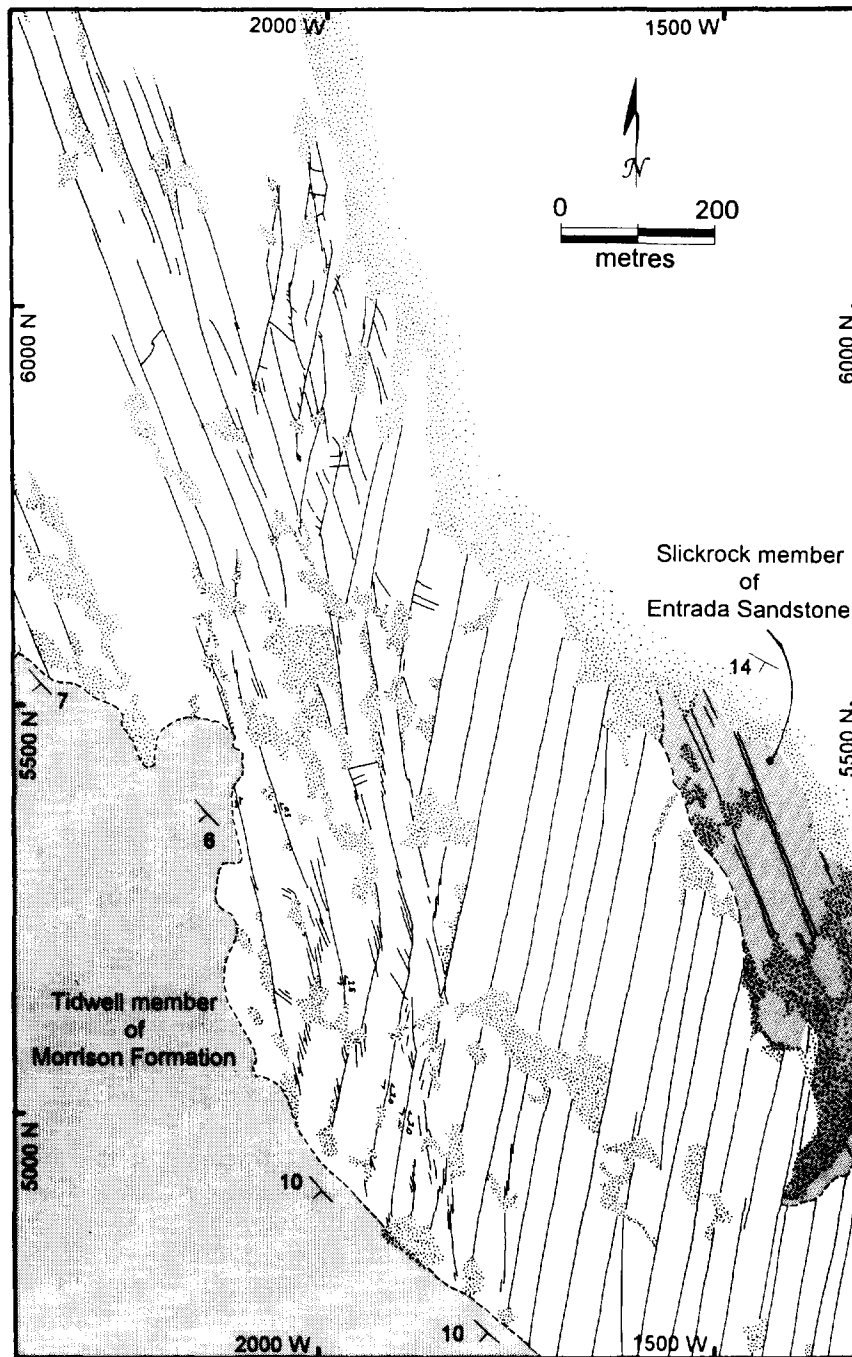 2000 W
1500 W
N
0 200
metres
6000 N
6000 N
Slickrock member
of
Entrada Sandstone
14
7
5500 N
5500 N
6
Tidwell member
of
Morrison Formation
5000 N
10
10
2000 W
1500 W